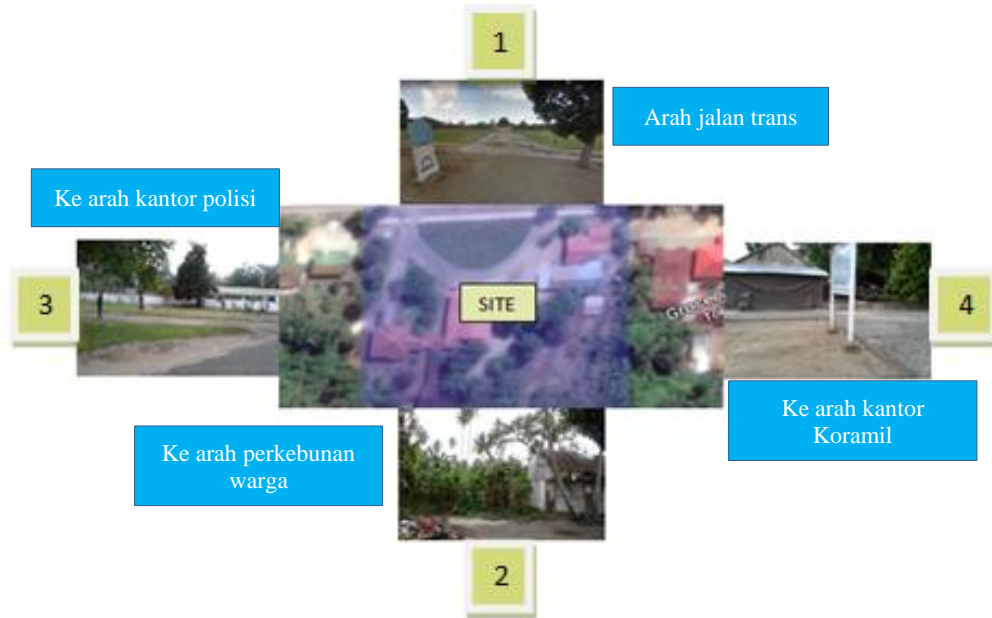 1
Arah jalan trans
Ke arah kantor polisi
3
SITE
4
Ke arah kantor
Koramil
Ke arah perkebunan
warga
2